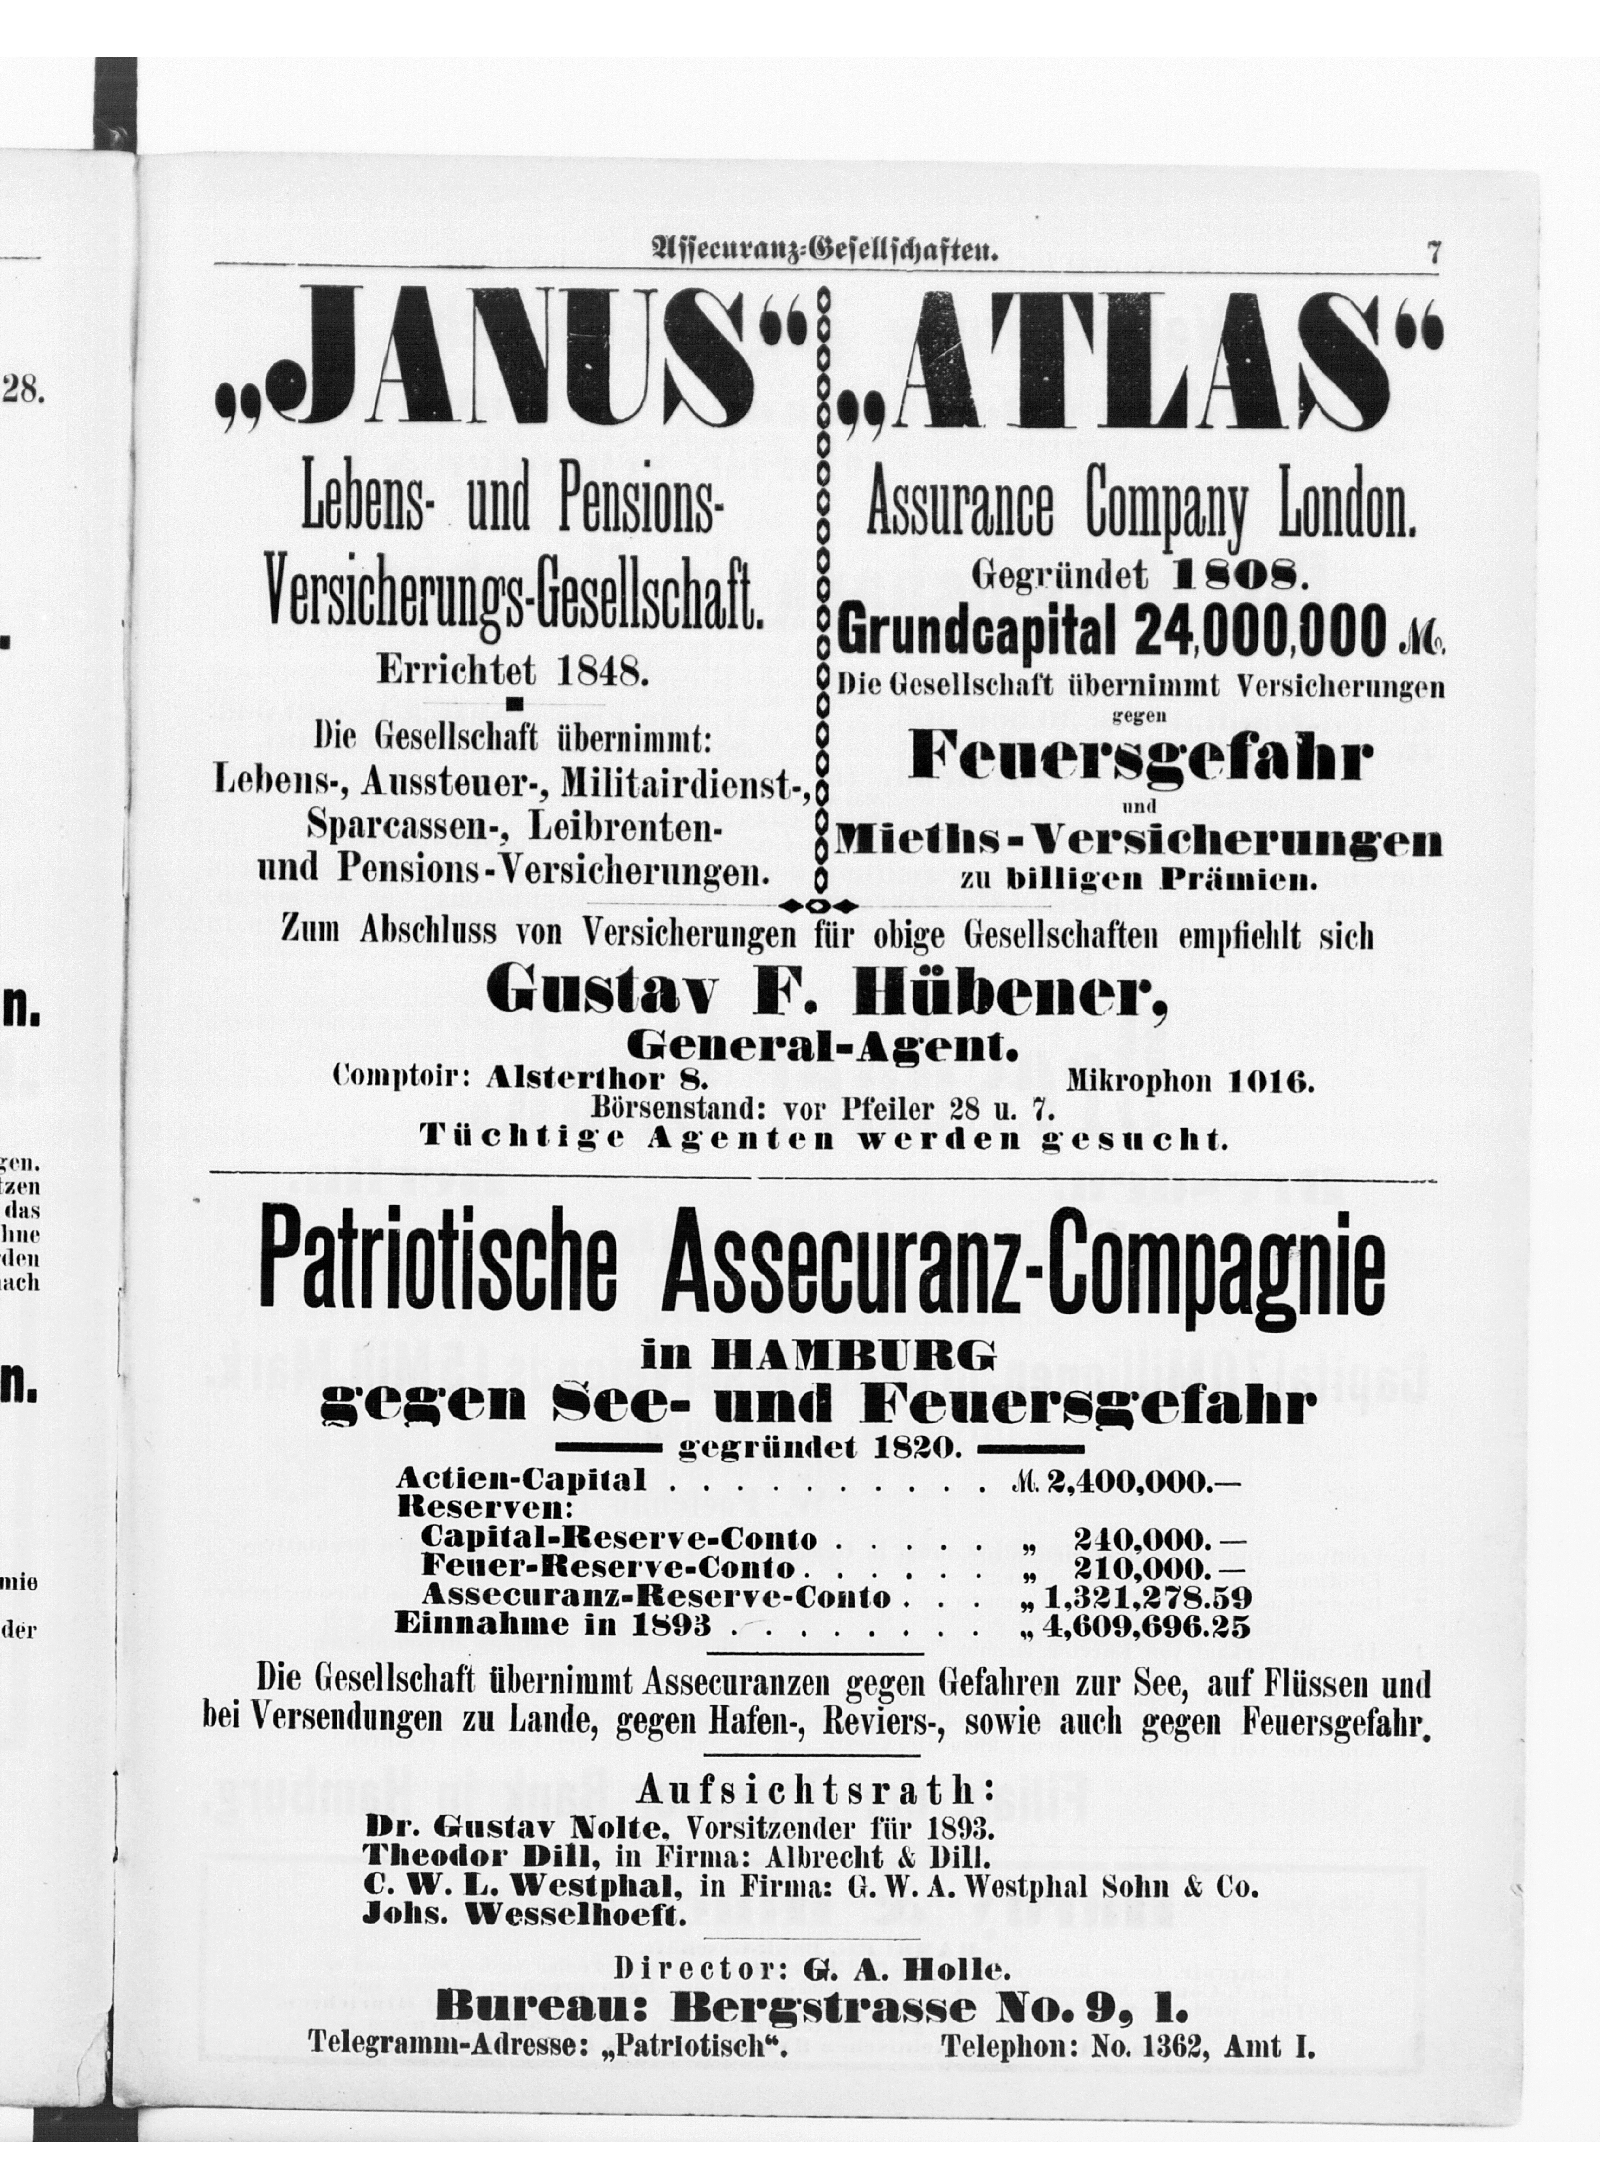 Assecuranz-Gesellschaften.
7
„JANUS“
Lebens- und Pensions-
Versicherungs-Gesellschaft.
Errichtet 1848.
Die Gesellschaft übernimmt:
Lebens-, Aussteuer-, Militairdienst-,
Sparcassen-, Leibrenten-
und Pensions-Versicherungen.
„ATLAS“
Assurance Company London.
Gegründet 1808.
Grundcapital 24,000,000 M.
Die Gesellschaft übernimmt Versicherungen
gegen
Feuersgefahr
und
Mieths-Versicherungen
zu billigen Prämien.
Zum Abschluss von Versicherungen für obige Gesellschaften empfiehlt sich
Gustav F. Hübener,
General-Agent.
Comptoir: Alsterthor 8. Mikrophon 1016.
Börsenstand: vor Pfeiler 28 u. 7.
Tüchtige Agenten werden gesucht.
Patriotische Assecuranz-Compagnie
in HAMBURG
gegen See- und Feuersgefahr
gegründet 1820.
Actien-Capital . . . . . . . . . . M. 2,400,000.—
Reserven:
Capital-Reserve-Conto . . . . . . „ 240,000.—
Feuer-Reserve-Conto . . . . . . „ 210,000.—
Assecuranz-Reserve-Conto . . . „ 1,321,278.59
Einnahme in 1893 . . . . . . . . „ 4,609,696.25
Die Gesellschaft übernimmt Assecuranzen gegen Gefahren zur See, auf Flüssen und
bei Versendungen zu Lande, gegen Hafen-, Reviers-, sowie auch gegen Feuersgefahr.
Aufsichtsrath:
Dr. Gustav Nolte, Vorsitzender für 1893.
Theodor Dill, in Firma: Albrecht & Dill.
C. W. L. Westphal, in Firma: G. W. A. Westphal Sohn & Co.
Johs. Wesselhoeft.
Director: G. A. Holle.
Bureau: Bergstrasse No. 9, 1.
Telegramm-Adresse: „Patriotisch“. Telephon: No. 1362, Amt I.